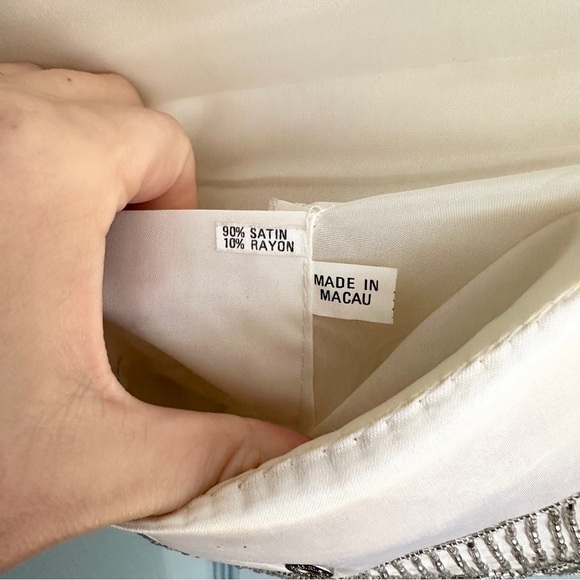 90% SATIN
10% RAYON
MADE IN
MACAU